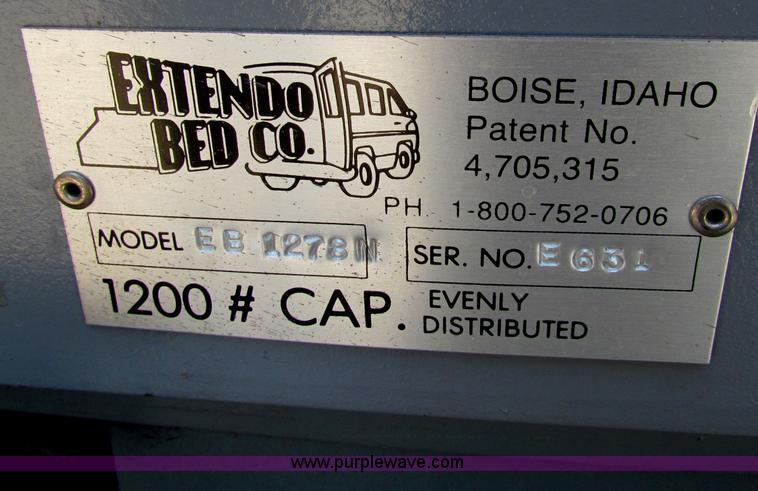 EXTENDO
BED CO.
BOISE, IDAHO
Patent No.
4,705,315
PH. 1-800-752-0706
MODEL EB 1278N
SER. NO. E 631
1200 # CAP. EVENLY
DISTRIBUTED
www.purplewave.com